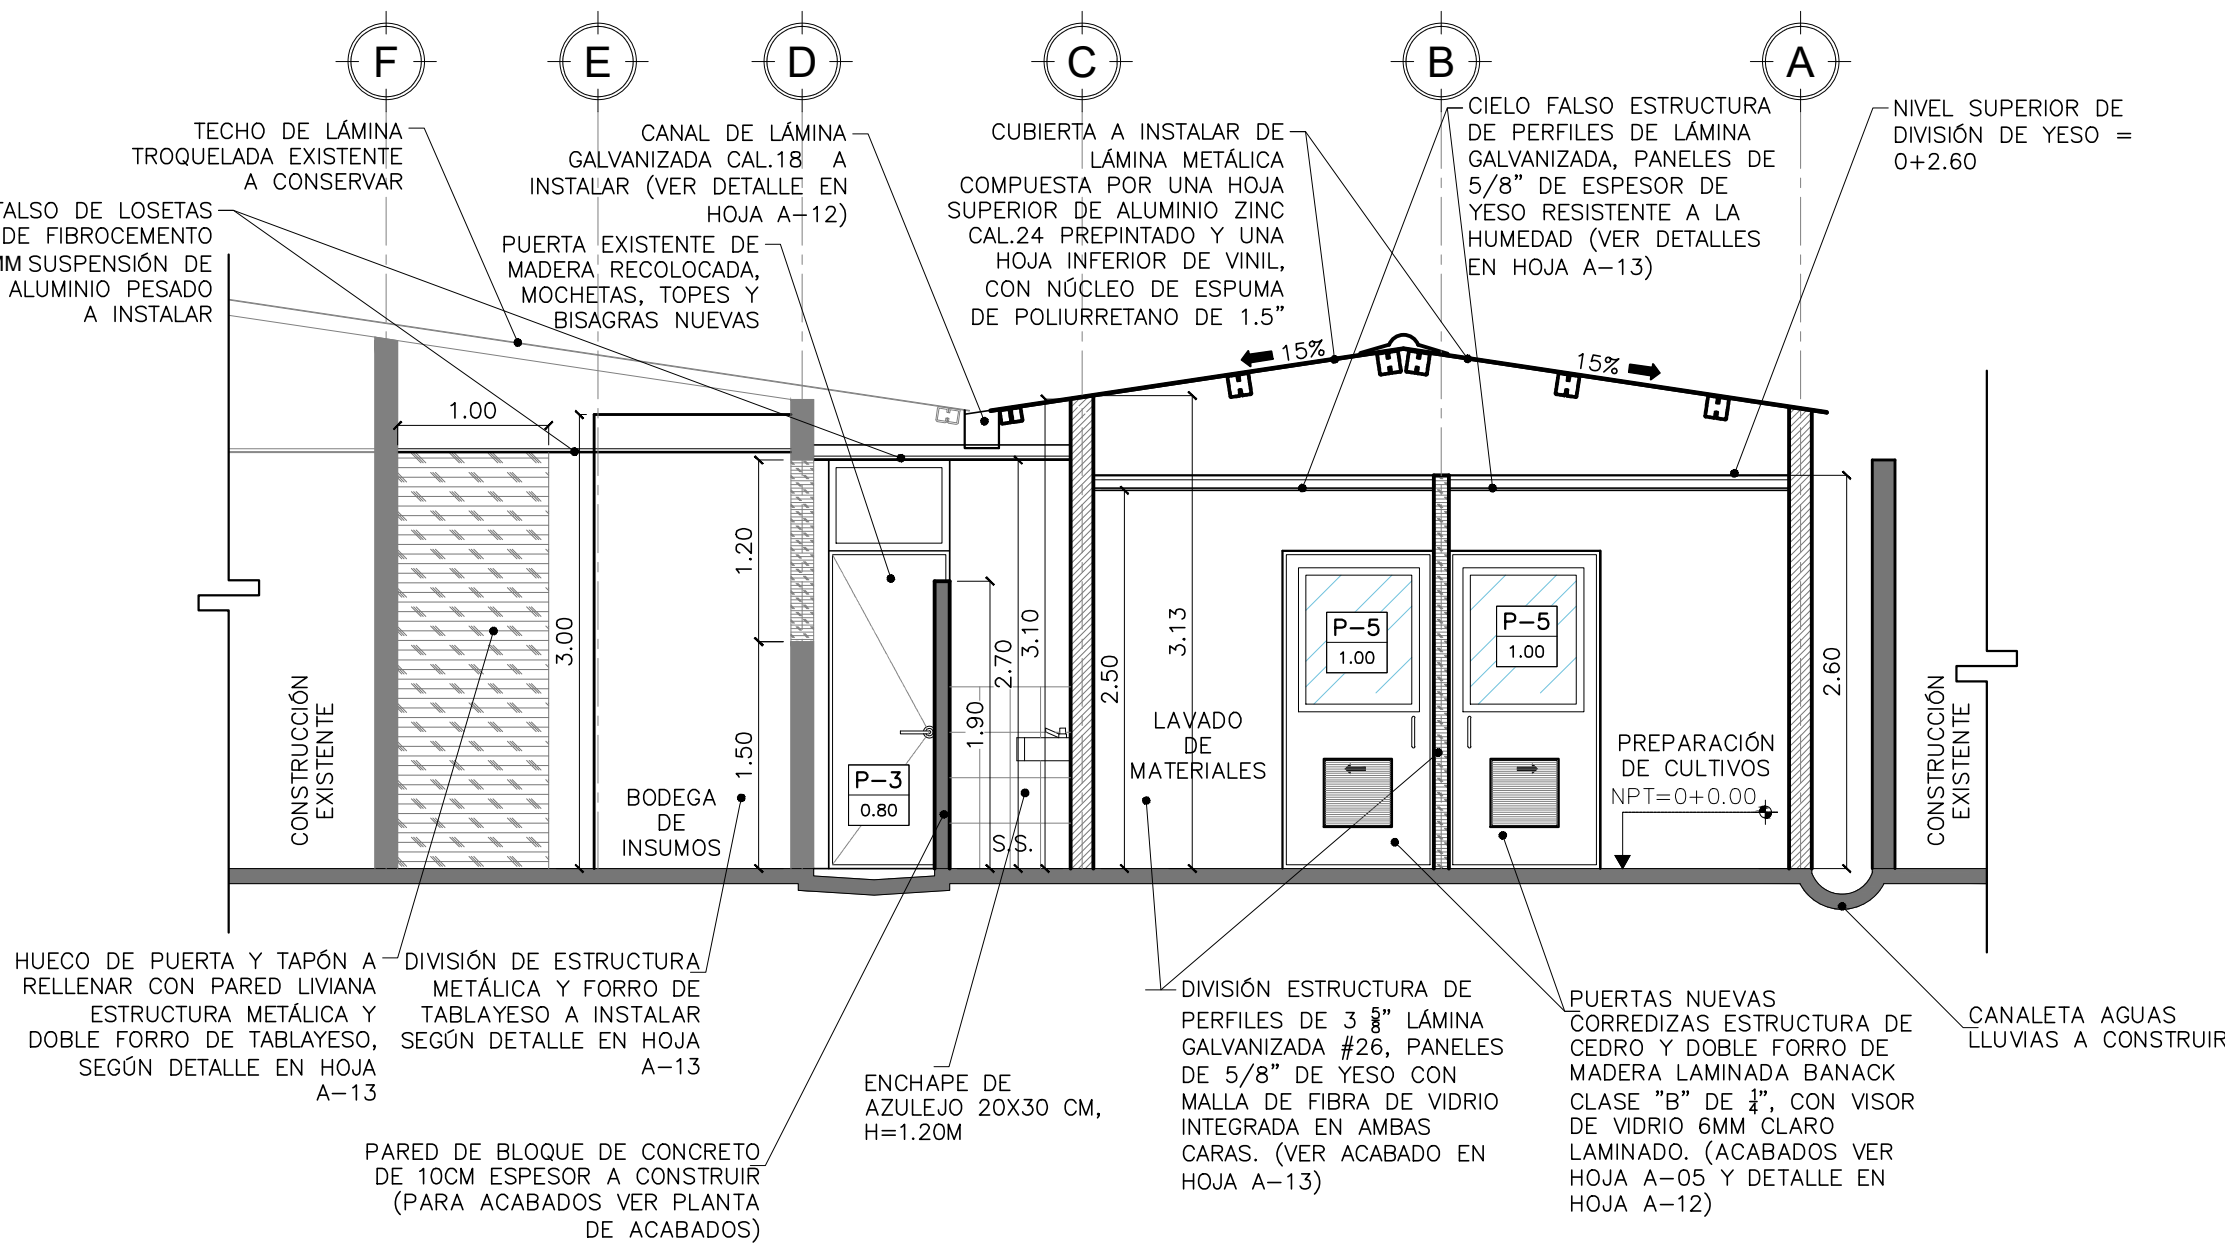 F
E
D
C
B
A
TECHO DE LÁMINA
TROQUELADA EXISTENTE
A CONSERVAR
FALSO DE LOSETAS
DE FIBROCEMENTO
MM SUSPENSIÓN DE
ALUMINIO PESADO
A INSTALAR
CANAL DE LÁMINA
GALVANIZADA CAL.18 A
INSTALAR (VER DETALLE EN
HOJA A-12)
PUERTA EXISTENTE DE
MADERA RECOLOCADA,
MOCHETAS, TOPES Y
BISAGRAS NUEVAS
CUBIERTA A INSTALAR DE
LÁMINA METÁLICA
COMPUESTA POR UNA HOJA
SUPERIOR DE ALUMINIO ZINC
CAL.24 PREPINTADO Y UNA
HOJA INFERIOR DE VINIL,
CON NÚCLEO DE ESPUMA
DE POLIURRETANO DE 1.5”
CIELO FALSO ESTRUCTURA
DE PERFILES DE LÁMINA
GALVANIZADA, PANELES DE
5/8” DE ESPESOR DE
YESO RESISTENTE A LA
HUMEDAD (VER DETALLES
EN HOJA A-13)
NIVEL SUPERIOR DE
DIVISIÓN DE YESO =
0+2.60
15%
15%
1.00
3.00
1.20
1.50
1.90
2.70
3.10
2.50
3.13
2.60
CONSTRUCCIÓN
EXISTENTE
BODEGA
DE
INSUMOS
P-3
0.80
S.S.
LAVADO
DE
MATERIALES
P-5
1.00
P-5
1.00
PREPARACIÓN
DE CULTIVOS
NPT=0+0.00
CONSTRUCCIÓN
EXISTENTE
HUECO DE PUERTA Y TAPÓN A
RELLENAR CON PARED LIVIANA
ESTRUCTURA METÁLICA Y
DOBLE FORRO DE TABLAYESO,
SEGÚN DETALLE EN HOJA
A-13
DIVISIÓN DE ESTRUCTURA
METÁLICA Y FORRO DE
TABLAYESO A INSTALAR
SEGÚN DETALLE EN HOJA
A-13
PARED DE BLOQUE DE CONCRETO
DE 10CM ESPESOR A CONSTRUIR
(PARA ACABADOS VER PLANTA
DE ACABADOS)
ENCHAPE DE
AZULEJO 20X30 CM,
H=1.20M
DIVISIÓN ESTRUCTURA DE
PERFILES DE 3 5/8” LÁMINA
GALVANIZADA #26, PANELES
DE 5/8” DE YESO CON
MALLA DE FIBRA DE VIDRIO
INTEGRADA EN AMBAS
CARAS. (VER ACABADO EN
HOJA A-13)
PUERTAS NUEVAS
CORREDIZAS ESTRUCTURA DE
CEDRO Y DOBLE FORRO DE
MADERA LAMINADA BANACK
CLASE ”B” DE 1/4”, CON VISOR
DE VIDRIO 6MM CLARO
LAMINADO. (ACABADOS VER
HOJA A-05 Y DETALLE EN
HOJA A-12)
CANALETA AGUAS
LLUVIAS A CONSTRUIR